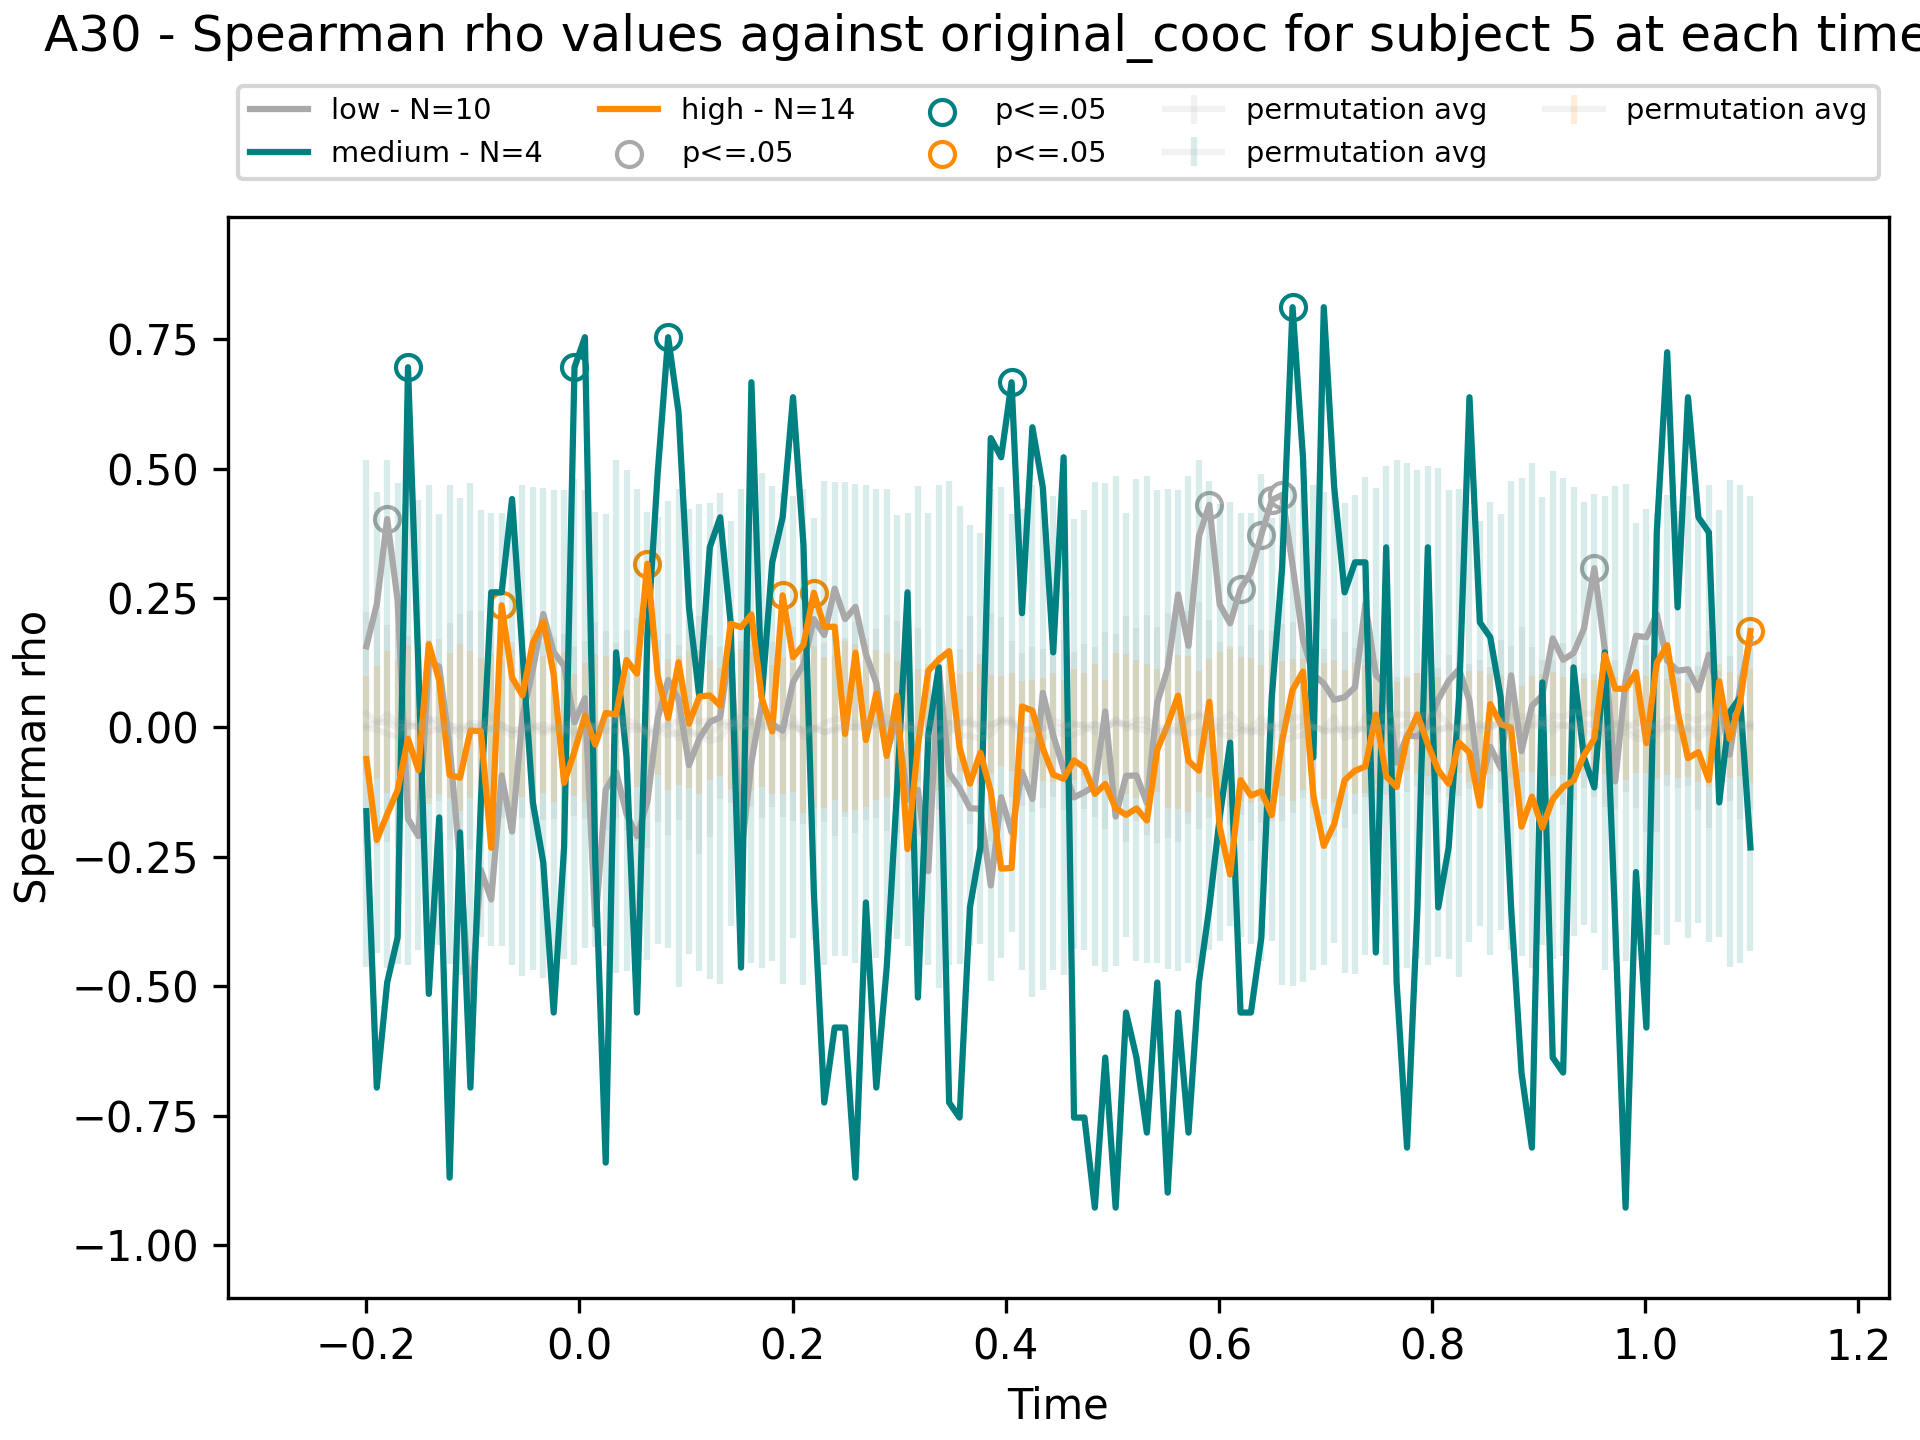 A30 - Spearman rho values against original_cooc for subject 5 at each time
low - N=10
medium - N=4
high - N=14
p<=.05
p<=.05
p<=.05
permutation avg
permutation avg
permutation avg
Spearman rho
0.75
0.50
0.25
0.00
−0.25
−0.50
−0.75
−1.00
−0.2
0.0
0.2
0.4
0.6
0.8
1.0
1.2
Time